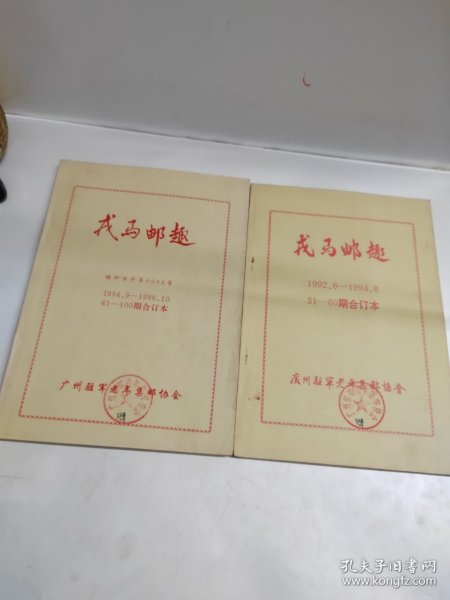 戎马邮趣
1994.9—1996.10
61—100期合订本
广州驻军老年集邮协会
戎马邮趣
1992.6—1994.8
31—60期合订本
广州驻军老年集邮协会
孔夫子旧书网
www.kongfz.com